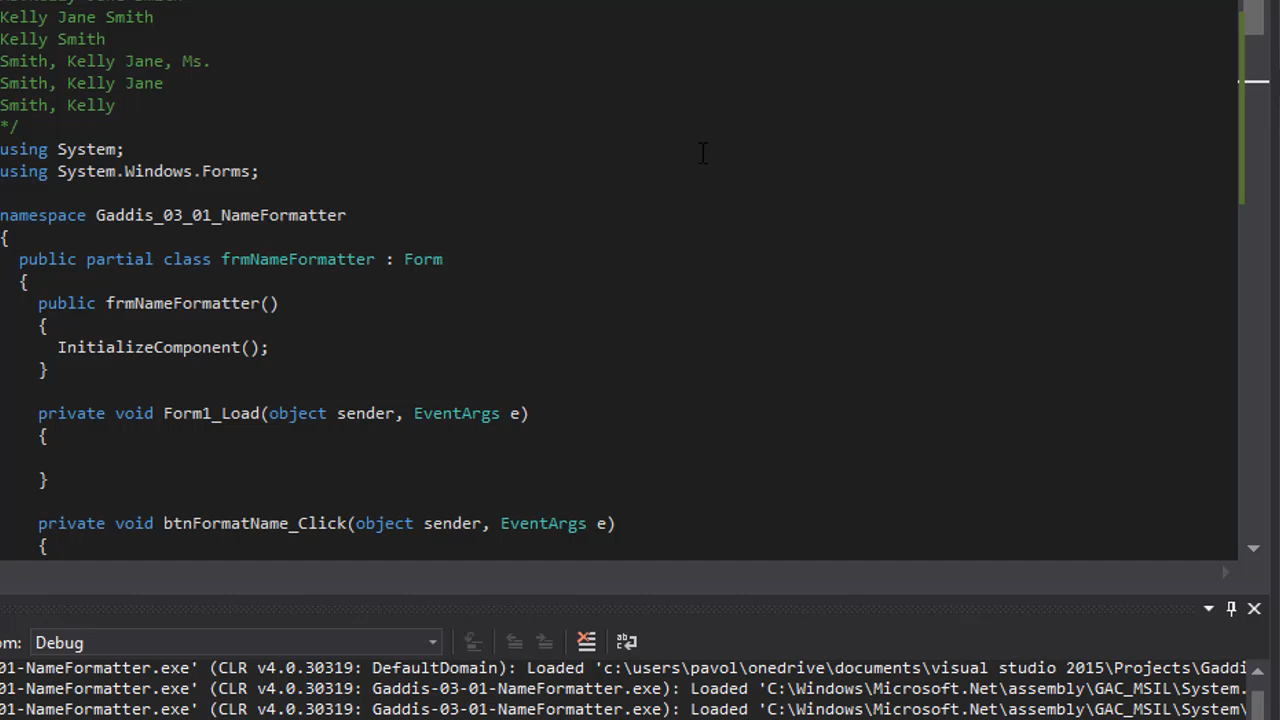 Kelly Jane Smith
Kelly Smith
Smith, Kelly Jane, Ms.
Smith, Kelly Jane
Smith, Kelly
*/
using System;
using System.Windows.Forms;
namespace Gaddis_03_01_NameFormatter
{
public partial class frmNameFormatter : Form
{
public frmNameFormatter()
{
InitializeComponent();
}
private void Form1_Load(object sender, EventArgs e)
{
}
private void btnFormatName_Click(object sender, EventArgs e)
{
om: Debug
01-NameFormatter.exe' (CLR v4.0.30319: DefaultDomain): Loaded 'c:\users\pavol\onedrive\documents\visual studio 2015\Projects\Gaddi
01-NameFormatter.exe' (CLR v4.0.30319: Gaddis-03-01-NameFormatter.exe): Loaded 'C:\Windows\Microsoft.Net\assembly\GAC_MSIL\System.
01-NameFormatter.exe' (CLR v4.0.30319: Gaddis-03-01-NameFormatter.exe): Loaded 'C:\Windows\Microsoft.Net\assembly\GAC_MSIL\System\